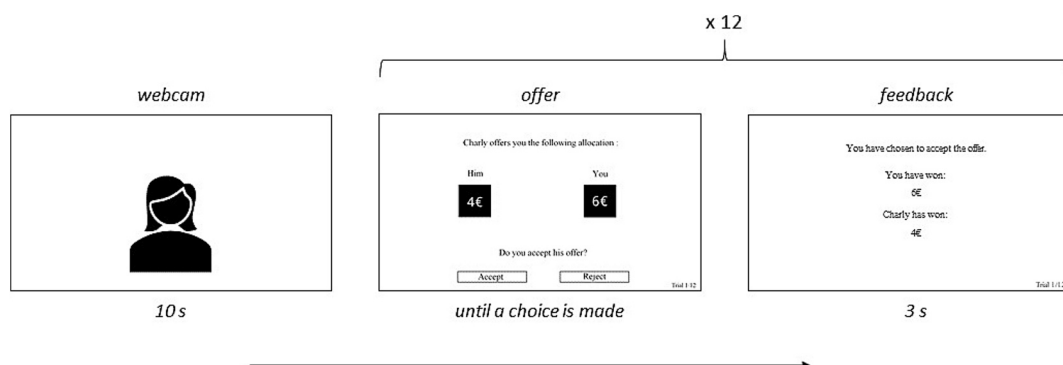 x 12
webcam
offer
feedback
Charly offers you the following allocation :
Him
You
4€
6€
Do you accept his offer?
Accept
Reject
Trial 1/12
You have chosen to accept the offer.
You have won:
6€
Charly has won:
4€
Trial 1/12
10 s
until a choice is made
3 s